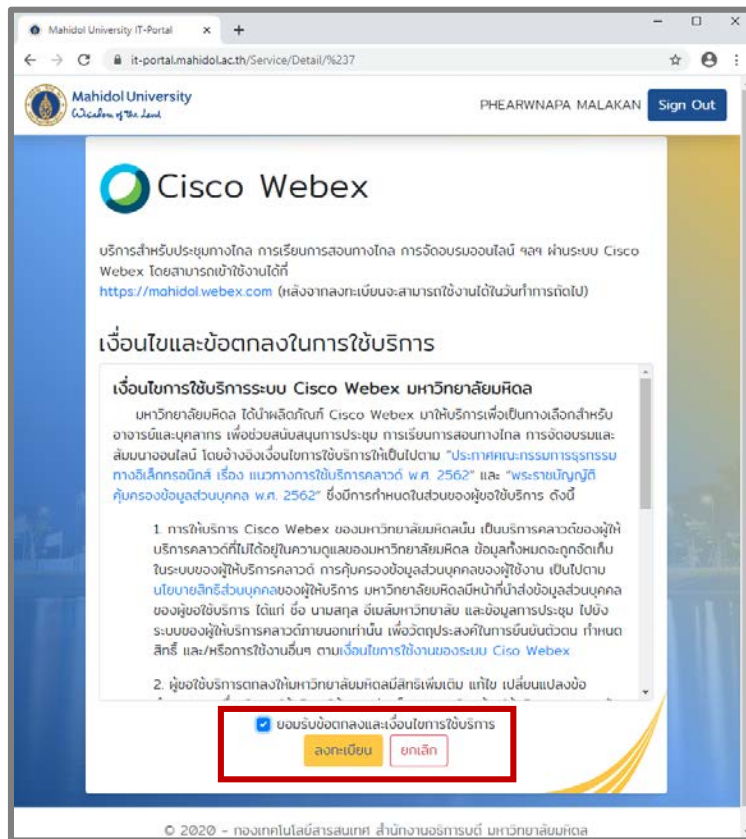 Mahidol University IT-Portal
it-portal.mahidol.ac.th/Service/Detail/%237
Mahidol University
Wisdom of the Land
PHEARWNAPA MALAKAN
Sign Out
Cisco Webex
บริการสำหรับประชุมทางไกล การเรียนการสอนทางไกล การจัดอบรมออนไลน์ ฯลฯ ผ่านระบบ Cisco
Webex โดยสามารถเข้าใช้งานได้ที่
https://mahidol.webex.com (หลังจากลงทะเบียนจะสามารถใช้งานได้ในวันทำการถัดไป)
เงื่อนไขและข้อตกลงในการใช้บริการ
เงื่อนไขการใช้บริการระบบ Cisco Webex มหาวิทยาลัยมหิดล
มหาวิทยาลัยมหิดล ได้นำผลิตภัณฑ์ Cisco Webex มาให้บริการเพื่อเป็นทางเลือกสำหรับ
อาจารย์และบุคลากร เพื่อช่วยสนับสนุนการประชุม การเรียนการสอนทางไกล การจัดอบรมและ
สัมมนาออนไลน์ โดยอ้างอิงเงื่อนไขการใช้บริการให้เป็นไปตาม "ประกาศคณะกรรมการธุรกรรม
ทางอิเล็กทรอนิกส์ เรื่อง แนวทางการใช้บริการคลาวด์ พ.ศ. 2562" และ "พระราชบัญญัติ
คุ้มครองข้อมูลส่วนบุคคล พ.ศ. 2562" ซึ่งมีการกำหนดในส่วนของผู้ขอใช้บริการ ดังนี้
1. การให้บริการ Cisco Webex ของมหาวิทยาลัยมหิดลนั้น เป็นบริการคลาวด์ของผู้ให้
บริการคลาวด์ที่ไม่ได้อยู่ในความดูแลของมหาวิทยาลัยมหิดล ข้อมูลทั้งหมดจะถูกจัดเก็บ
ในระบบของผู้ให้บริการคลาวด์ การคุ้มครองข้อมูลส่วนบุคคลของผู้ใช้งาน เป็นไปตาม
นโยบายสิทธิส่วนบุคคลของผู้ให้บริการ มหาวิทยาลัยมหิดลมีหน้าที่นำส่งข้อมูลส่วนบุคคล
ของผู้ขอใช้บริการ ได้แก่ ชื่อ นามสกุล อีเมล์มหาวิทยาลัย และข้อมูลการประชุม ไปยัง
ระบบของผู้ให้บริการคลาวด์ภายนอกเท่านั้น เพื่อวัตถุประสงค์ในการยืนยันตัวตน กำหนด
สิทธิ์ และ/หรือการใช้งานอื่นๆ ตามเงื่อนไขการใช้งานของระบบ Ciso Webex
2. ผู้ขอใช้บริการตกลงให้มหาวิทยาลัยมหิดลมีสิทธิเพิ่มเติม แก้ไข เปลี่ยนแปลงข้อ
ยอมรับข้อตกลงและเงื่อนไขการใช้บริการ
ลงทะเบียน ยกเลิก
© 2020 - กองเทคโนโลยีสารสนเทศ สำนักงานอธิการบดี มหาวิทยาลัยมหิดล